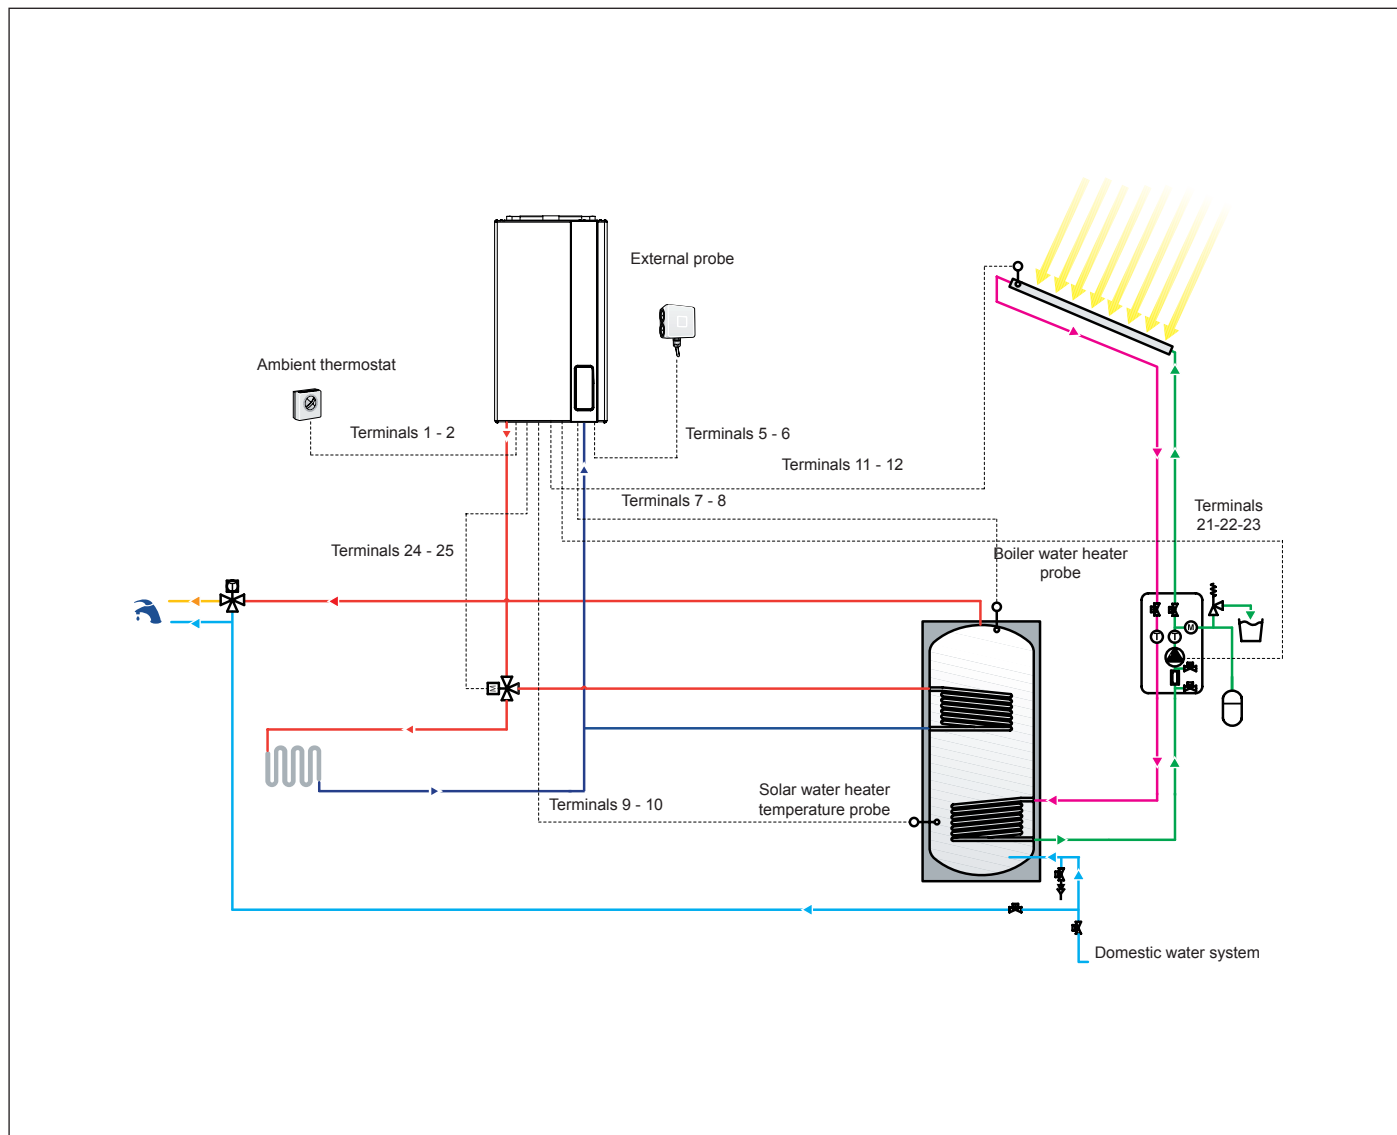 External probe
Ambient thermostat
Terminals 1 - 2
Terminals 5 - 6
Terminals 11 - 12
Terminals 7 - 8
Terminals
21-22-23
Terminals 24 - 25
Boiler water heater
probe
T
M
T
T
M
Solar water heater
temperature probe
Terminals 9 - 10
Domestic water system